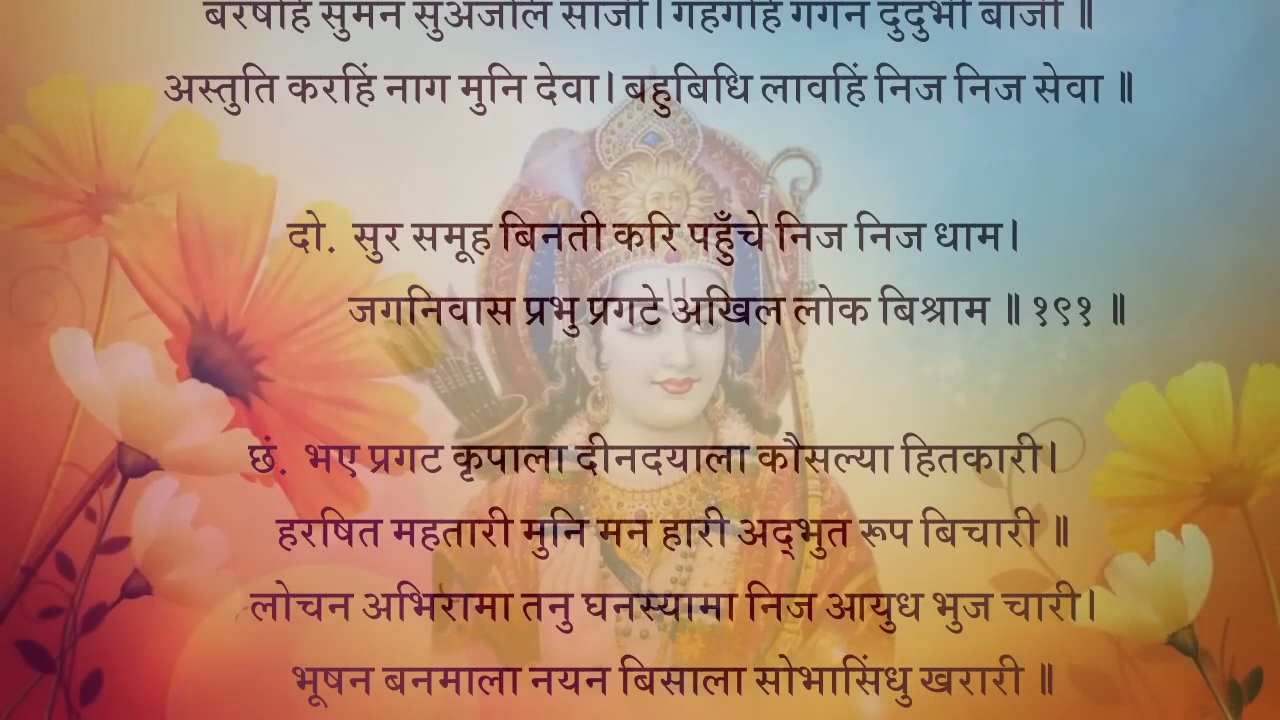 बरषहिं सुमन सुअंजलि साजी। गहगहि गगन दुंदुभी बाजी ॥
अस्तुति करहिं नाग मुनि देवा। बहुबिधि लावहिं निज निज सेवा ॥
दो. सुर समूह बिनती करि पहुँचे निज निज धाम।
जगनिवास प्रभु प्रगटे अखिल लोक बिश्राम ॥ १९१ ॥
छं. भए प्रगट कृपाला दीनदयाला कौसल्या हितकारी।
हरषित महतारी मुनि मन हारी अद्भुत रूप बिचारी ॥
लोचन अभिरामा तनु घनस्यामा निज आयुध भुज चारी।
भूषन बनमाला नयन बिसाला सोभासिंधु खरारी ॥